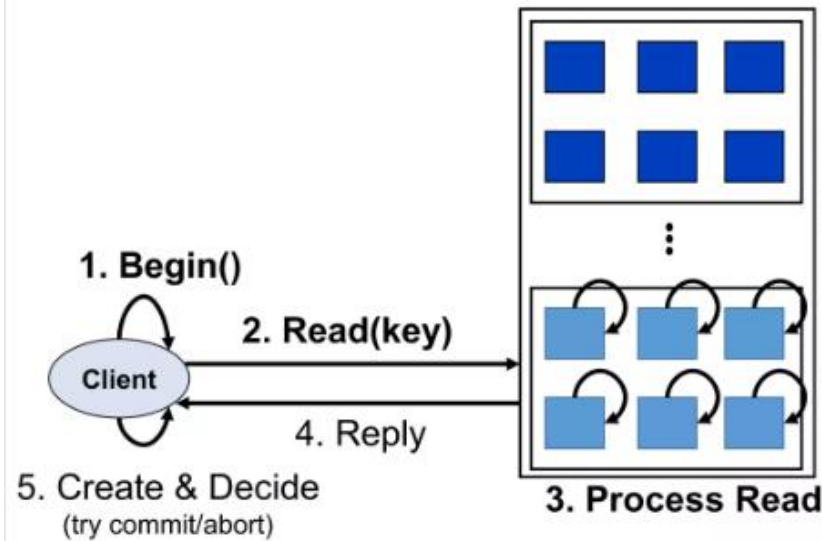 1. Begin()
2. Read(key)
Client
4. Reply
5. Create & Decide
(try commit/abort)
3. Process Read